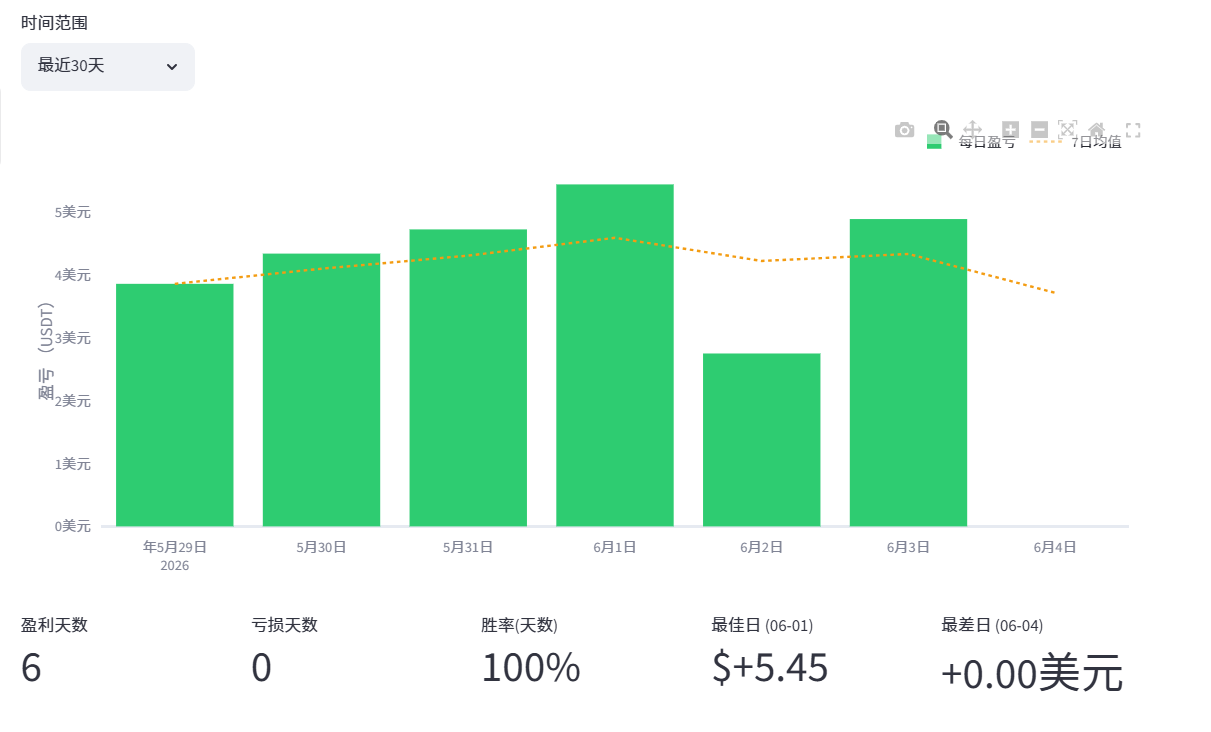 时间范围
最近30天
每日盈亏
7日均值
盈亏（USDT）
5美元
4美元
3美元
2美元
1美元
0美元
年5月29日
2026
5月30日
5月31日
6月1日
6月2日
6月3日
6月4日
盈利天数
6
亏损天数
0
胜率(天数)
100%
最佳日 (06-01)
$+5.45
最差日 (06-04)
+0.00美元